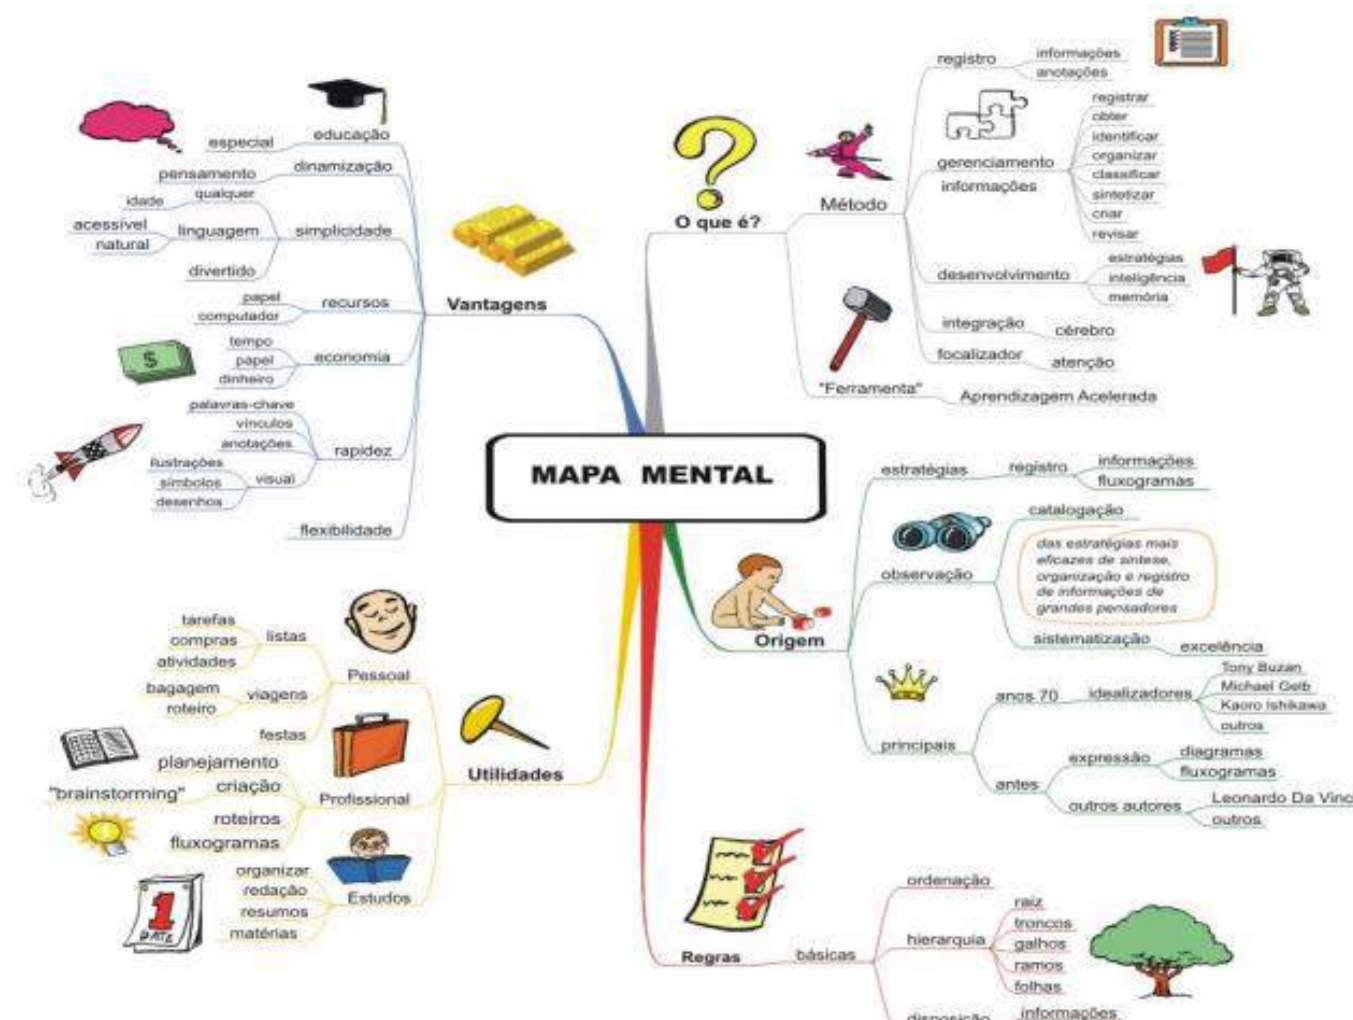 MAPA MENTAL
O que é?
Método
registro
informações
anotações
gerenciamento
informações
registrar
obter
identificar
organizar
classificar
sintetizar
criar
revisar
desenvolvimento
estratégias
inteligência
memória
integração
cérebro
focalizador
atenção
"Ferramenta"
Aprendizagem Acelerada
Origem
estratégias
registro
informações
fluxogramas
observação
catalogação
das estratégias mais
eficazes de síntese,
organização e registro
de informações de
grandes pensadores
sistematização
excelência
principais
anos 70
idealizadores
Tony Buzan
Michael Gelb
Kaoro Ishikawa
outros
antes
expressão
diagramas
fluxogramas
outros autores
Leonardo Da Vinc
outros
Regras
básicas
ordenação
hierarquia
raiz
troncos
galhos
ramos
folhas
disposição
informações
Utilidades
Pessoal
listas
tarefas
compras
atividades
viagens
bagagem
roteiro
festas
Profissional
planejamento
criação
"brainstorming"
roteiros
fluxogramas
Estudos
organizar
redação
resumos
matérias
1
DATE
Vantagens
educação
especial
dinamização
pensamento
simplicidade
qualquer
idade
linguagem
acessível
natural
divertido
recursos
papel
computador
economia
tempo
papel
dinheiro
$
rapidez
palavras-chave
vínculos
anotações
visual
ilustrações
símbolos
desenhos
flexibilidade